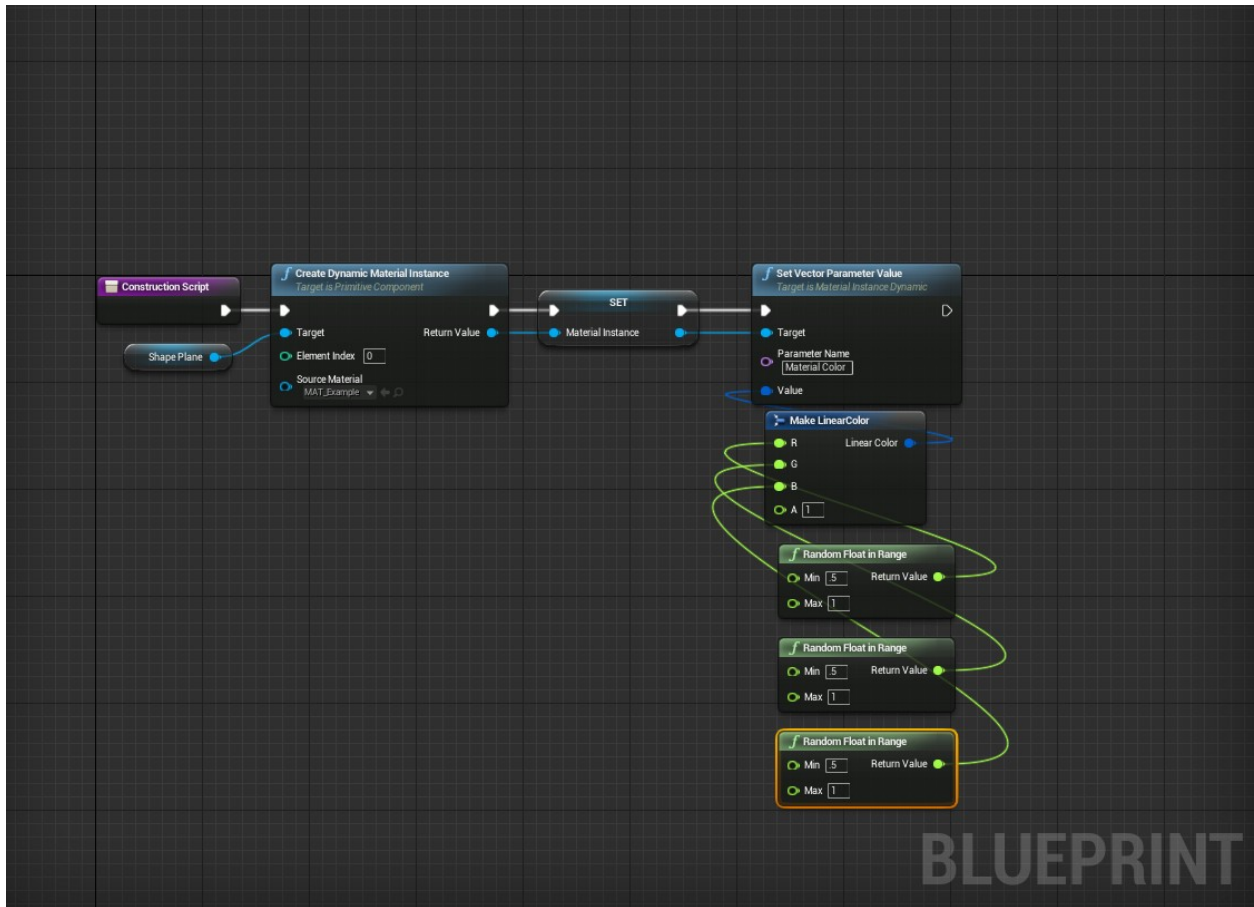 Construction Script
Shape Plane
Create Dynamic Material Instance
Target is Primitive Component
Target
Return Value
Element Index 0
Source Material
MAT_Example
SET
Material Instance
Set Vector Parameter Value
Target is Material Instance Dynamic
Target
Parameter Name
Material Color
Value
Make LinearColor
R
Linear Color
G
B
A 1
Random Float in Range
Min .5
Return Value
Max 1
Random Float in Range
Min .5
Return Value
Max 1
Random Float in Range
Min .5
Return Value
Max 1
BLUEPRINT